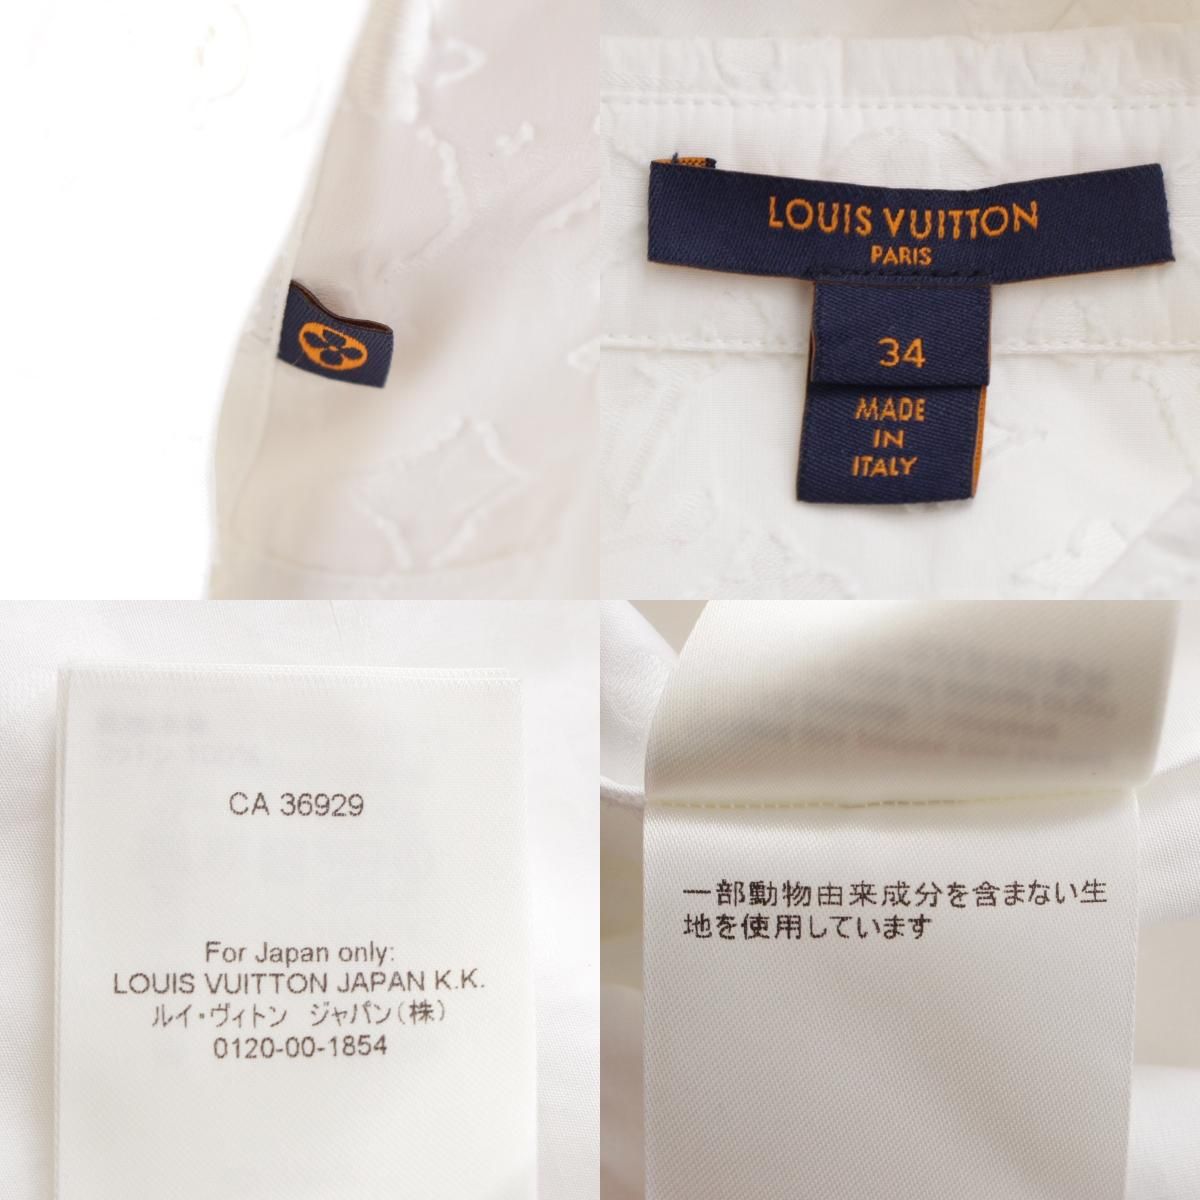 LOUIS VUITTON
PARIS
34
MADE
IN
ITALY
CA 36929
For Japan only:
LOUIS VUITTON JAPAN K.K.
ルイ・ヴィトン ジャパン(株)
0120-00-1854
一部動物由来成分を含まない生
地を使用しています